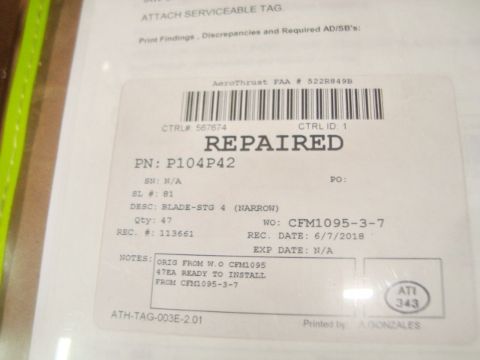 ATTACH SERVICEABLE TAG.
Print Findings , Discrepancies and Required AD/SB's:
AeroThrust FAA # 522R849B
CTRL#: 567674 CTRL ID: 1
REPAIRED
PN: P104P42
SN: N/A PO:
SL #: 81
DESC: BLADE-STG 4 (NARROW)
Qty: 47 WO: CFM1095-3-7
REC. #: 113661 REC. DATE: 6/7/2018
EXP DATE: N/A
NOTES: ORIG FROM W.O CFM1095
47EA READY TO INSTALL
FROM CFM1095-3-7
ATI
343
ATH-TAG-003E-2.01 Printed by: A.GONZALES